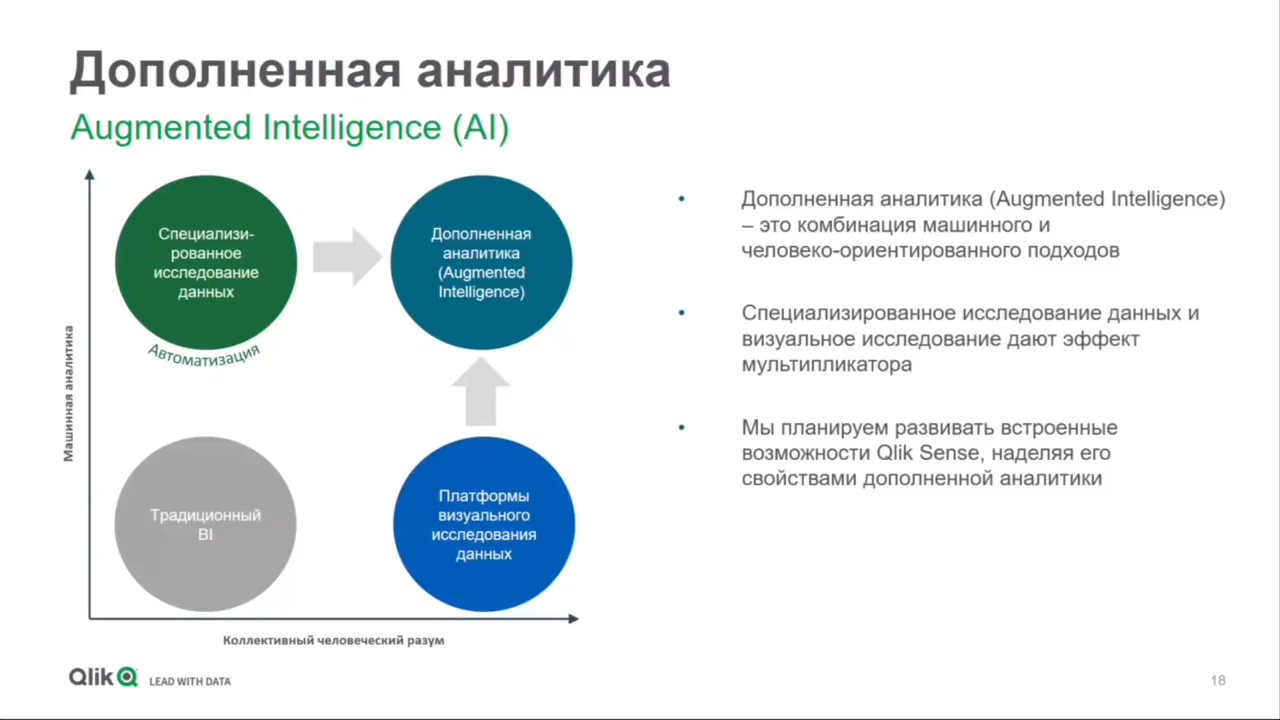 Дополненная аналитика
Augmented Intelligence (AI)
Специализи-
рованное
исследование
данных
Автоматизация
Дополненная
аналитика
(Augmented
Intelligence)
Машинная аналитика
Традиционный
BI
Платформы
визуального
исследования
данных
Коллективный человеческий разум
• Дополненная аналитика (Augmented Intelligence)
– это комбинация машинного и
человеко-ориентированного подходов
• Специализированное исследование данных и
визуальное исследование дают эффект
мультипликатора
• Мы планируем развивать встроенные
возможности Qlik Sense, наделяя его
свойствами дополненной аналитики
Qlik LEAD WITH DATA
18